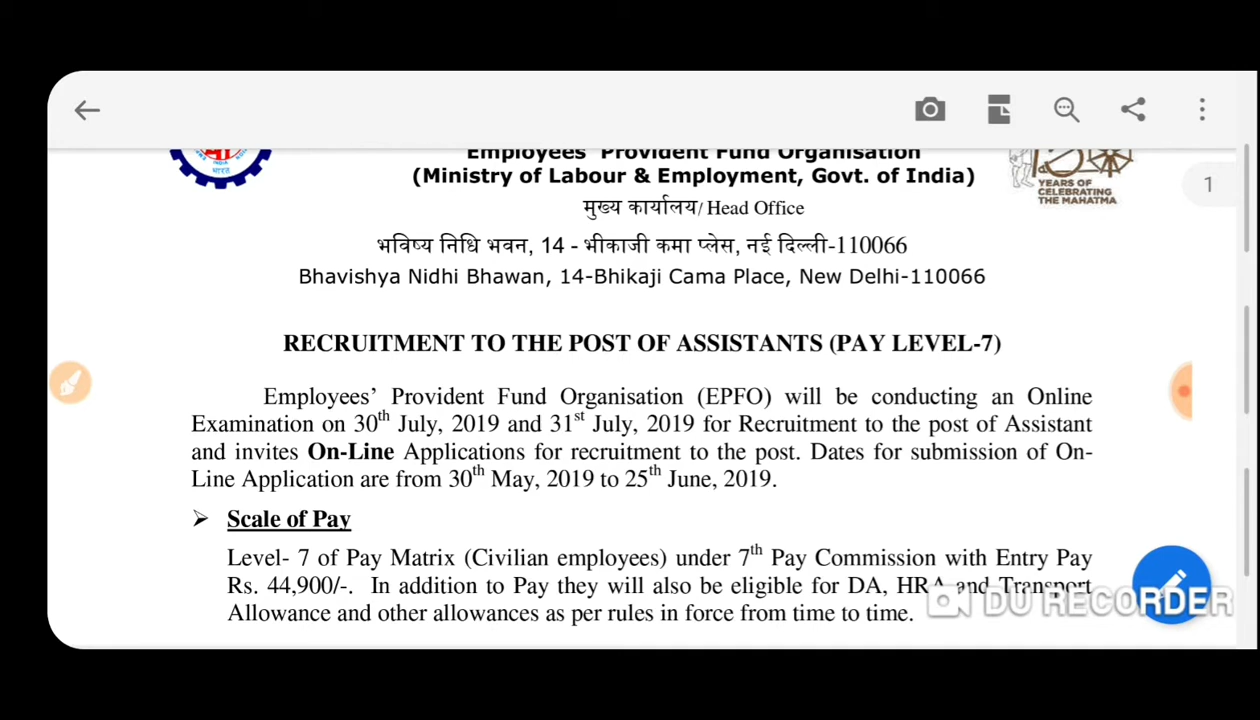 भारत
Employees' Provident Fund Organisation
(Ministry of Labour & Employment, Govt. of India)
YEARS OF
CELEBRATING
THE MAHATMA
1
मुख्य कार्यालय/ Head Office
भविष्य निधि भवन, 14 - भीकाजी कामा प्लेस, नई दिल्ली-110066
Bhavishya Nidhi Bhawan, 14-Bhikaji Cama Place, New Delhi-110066
RECRUITMENT TO THE POST OF ASSISTANTS (PAY LEVEL-7)
Employees' Provident Fund Organisation (EPFO) will be conducting an Online
Examination on 30th July, 2019 and 31st July, 2019 for Recruitment to the post of Assistant
and invites On-Line Applications for recruitment to the post. Dates for submission of On-
Line Application are from 30th May, 2019 to 25th June, 2019.
➢ Scale of Pay
Level- 7 of Pay Matrix (Civilian employees) under 7th Pay Commission with Entry Pay
Rs. 44,900/-. In addition to Pay they will also be eligible for DA, HRA and Transport
Allowance and other allowances as per rules in force from time to time.
DU RECORDER